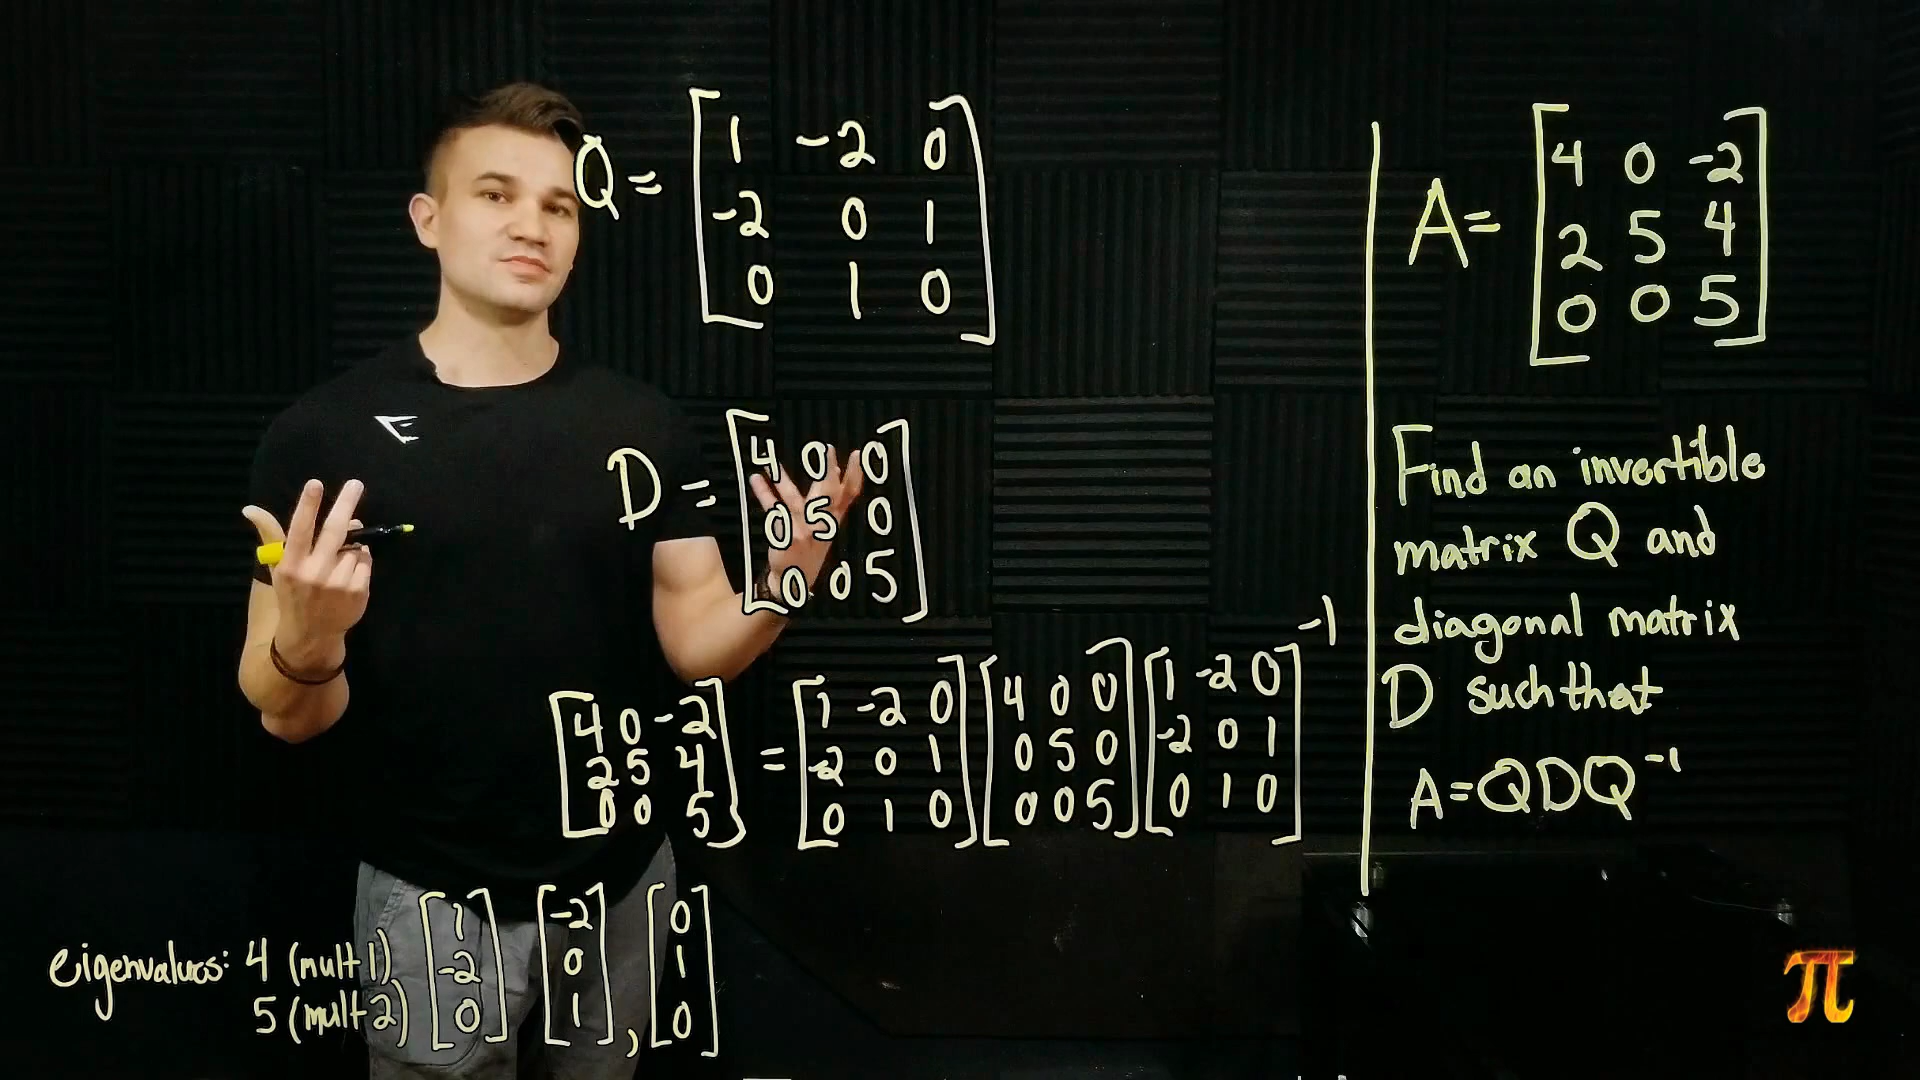 Q = [ 1 -2 0
-2 0 1
0 1 0 ]
D = [ 4 0 0
0 5 0
0 0 5 ]
[ 4 0 -2
2 5 4
0 0 5 ] = [ 1 -2 0
-2 0 1
0 1 0 ] [ 4 0 0
0 5 0
0 0 5 ] [ 1 -2 0
-2 0 1
0 1 0 ]⁻¹
eigenvalues: 4 (mult 1)
5 (mult 2)
[ 1
-2
0 ]
[ -2
0
1 ] ,
[ 0
1
0 ]
A = [ 4 0 -2
2 5 4
0 0 5 ]
Find an invertible
matrix Q and
diagonal matrix
D such that
A=QDQ⁻¹
π